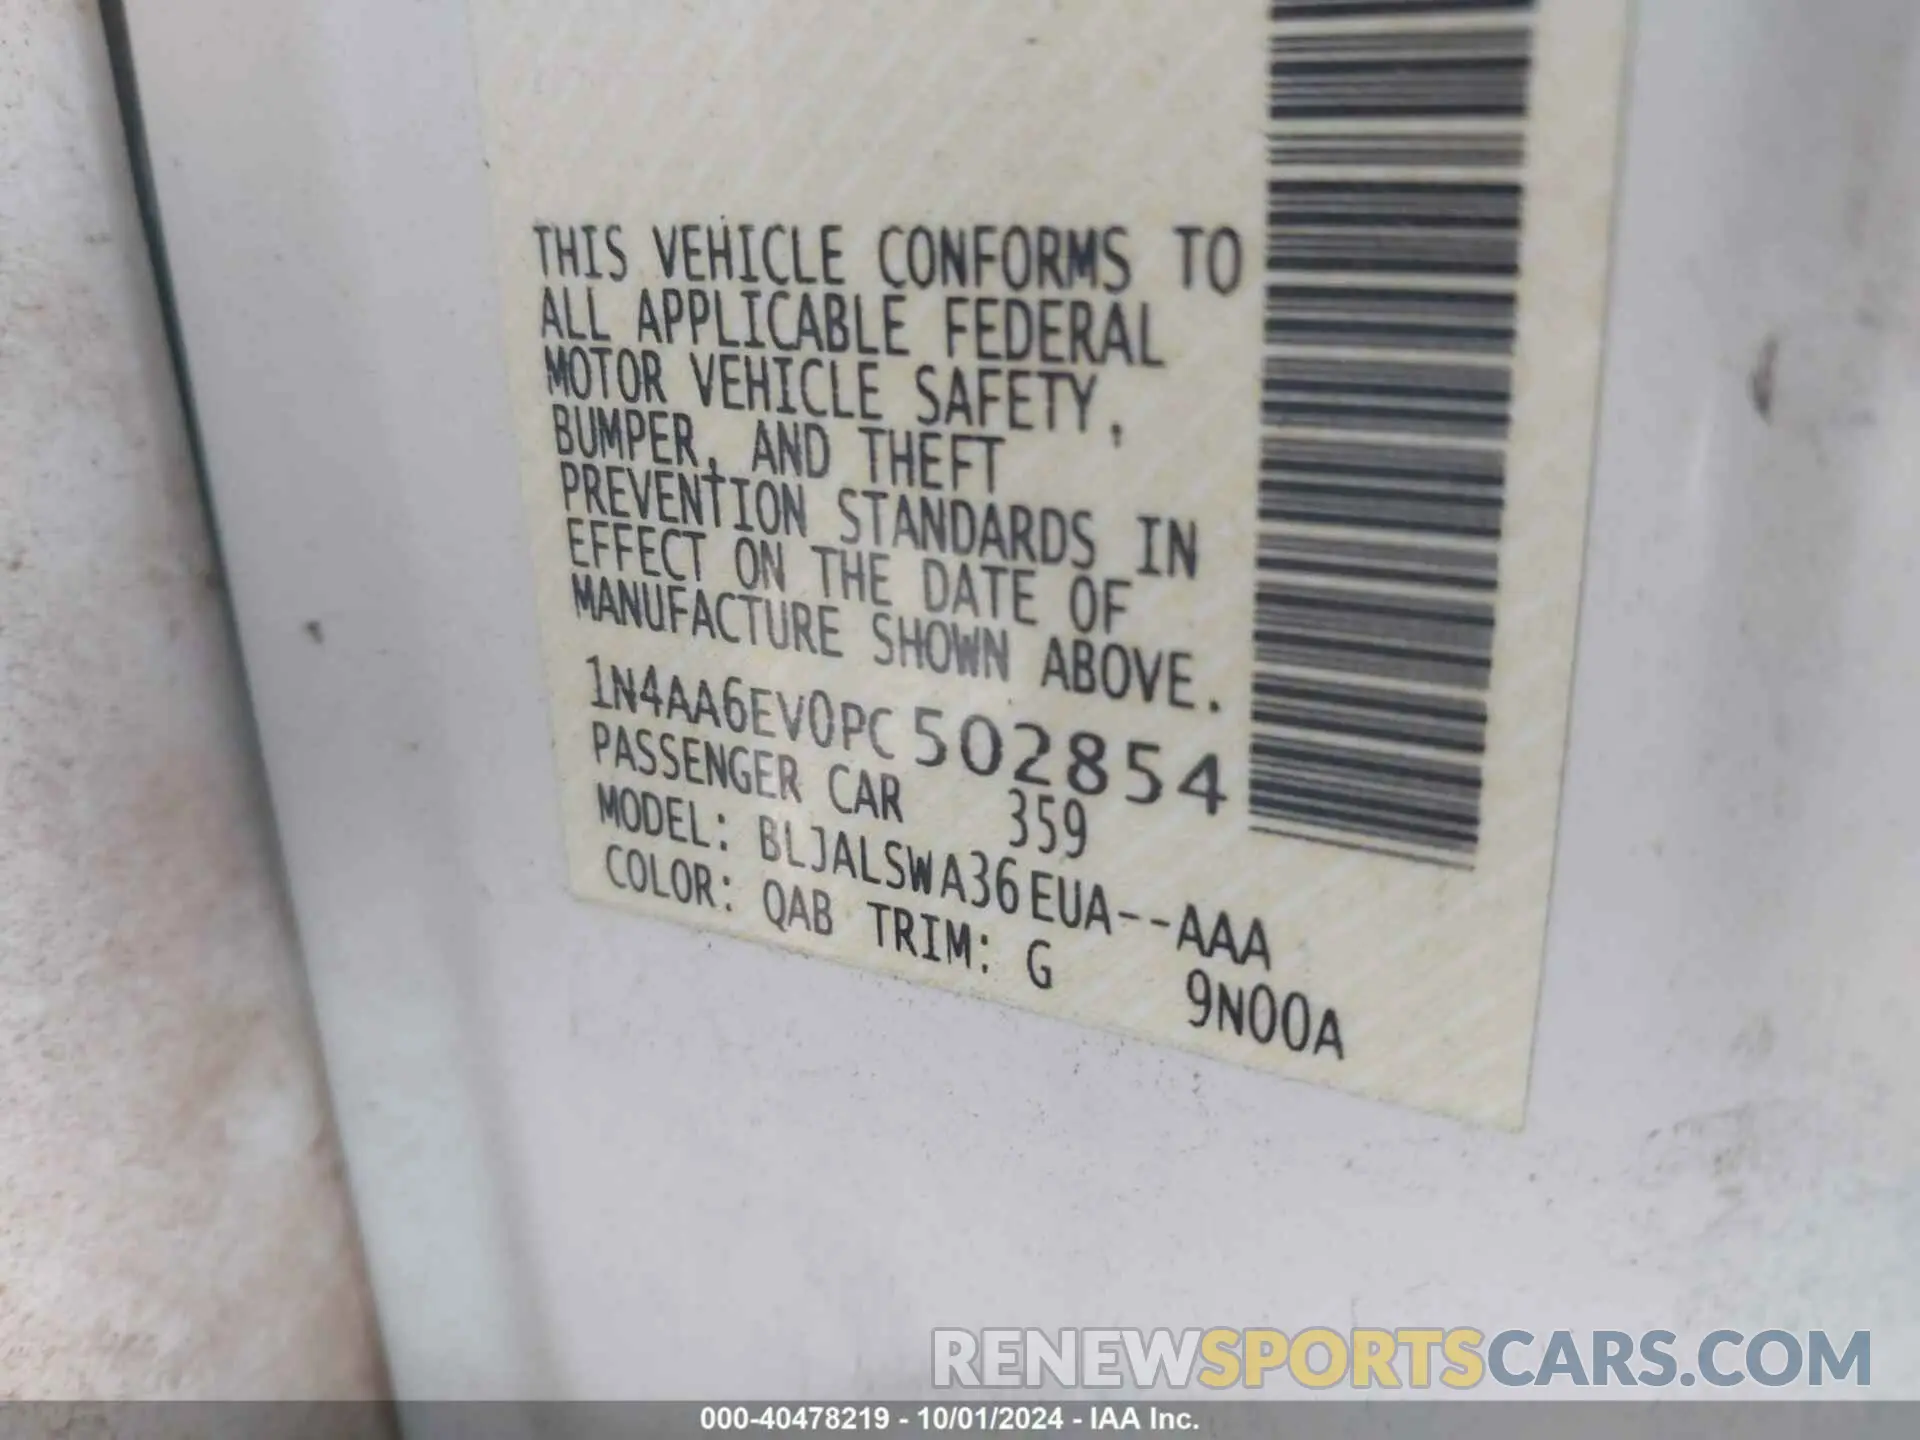 THIS VEHICLE CONFORMS TO
ALL APPLICABLE FEDERAL
MOTOR VEHICLE SAFETY,
BUMPER, AND THEFT
PREVENTION STANDARDS IN
EFFECT ON THE DATE OF
MANUFACTURE SHOWN ABOVE.
1N4AA6EV0PC502854
PASSENGER CAR 359
MODEL: BLJALSWA36EUA--AAA
COLOR: QAB TRIM: G 9N00A
RENEWSPORTSCARS.COM
000-40478219 - 10/01/2024 - IAA Inc.